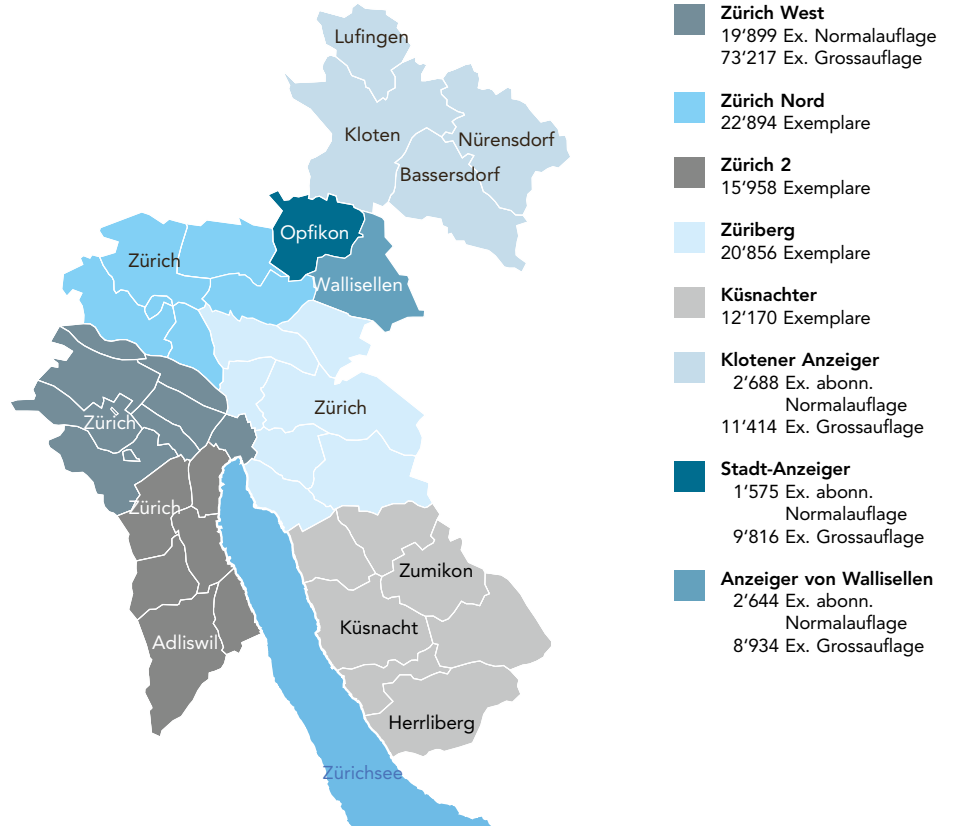 Lufingen
Kloten
Nürensdorf
Bassersdorf
Opfikon
Zürich
Wallisellen
Zürich
Zürich
Zürich
Zumikon
Küsnacht
Adliswil
Herrliberg
Zürichsee
Zürich West
19‘899 Ex. Normalauflage
73‘217 Ex. Grossauflage
Zürich Nord
22‘894 Exemplare
Zürich 2
15‘958 Exemplare
Züriberg
20‘856 Exemplare
Küsnachter
12‘170 Exemplare
Klotener Anzeiger
2‘688 Ex. abonn.
Normalauflage
11‘414 Ex. Grossauflage
Stadt-Anzeiger
1‘575 Ex. abonn.
Normalauflage
9‘816 Ex. Grossauflage
Anzeiger von Wallisellen
2‘644 Ex. abonn.
Normalauflage
8‘934 Ex. Grossauflage